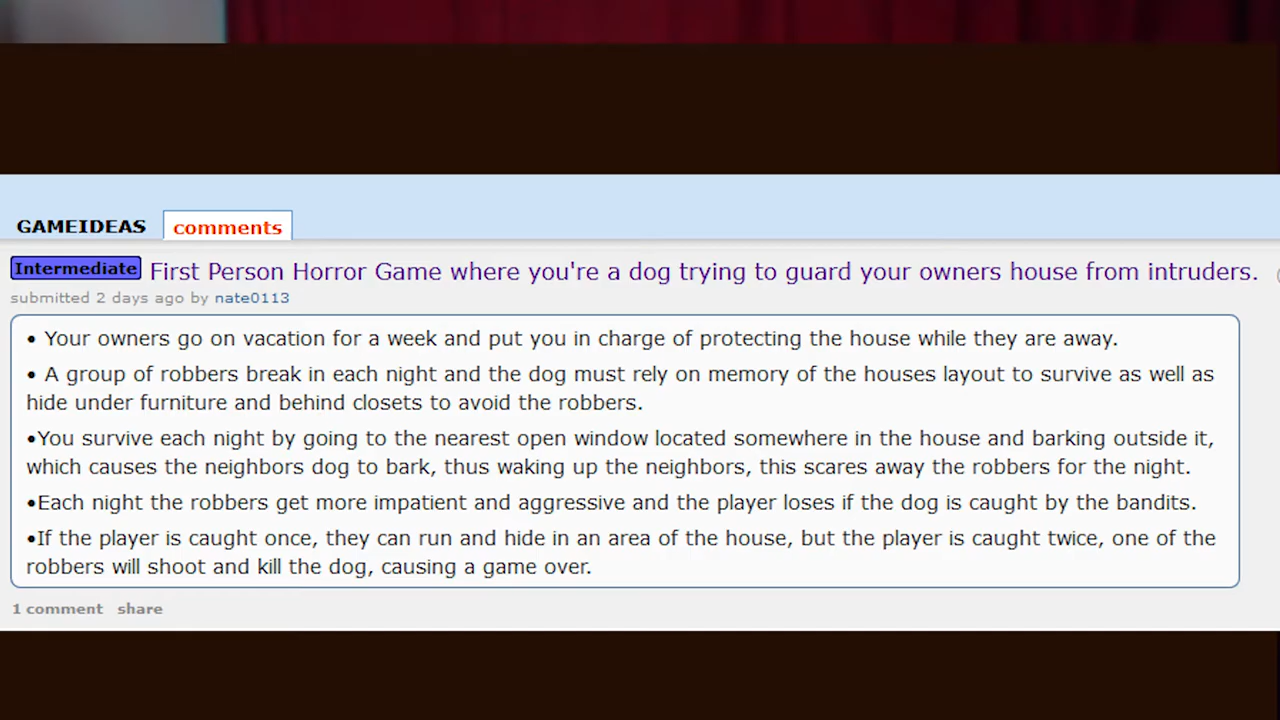 GAMEIDEAS comments
Intermediate First Person Horror Game where you're a dog trying to guard your owners house from intruders.
submitted 2 days ago by nate0113
• Your owners go on vacation for a week and put you in charge of protecting the house while they are away.
• A group of robbers break in each night and the dog must rely on memory of the houses layout to survive as well as
hide under furniture and behind closets to avoid the robbers.
•You survive each night by going to the nearest open window located somewhere in the house and barking outside it,
which causes the neighbors dog to bark, thus waking up the neighbors, this scares away the robbers for the night.
•Each night the robbers get more impatient and aggressive and the player loses if the dog is caught by the bandits.
•If the player is caught once, they can run and hide in an area of the house, but the player is caught twice, one of the
robbers will shoot and kill the dog, causing a game over.
1 comment share